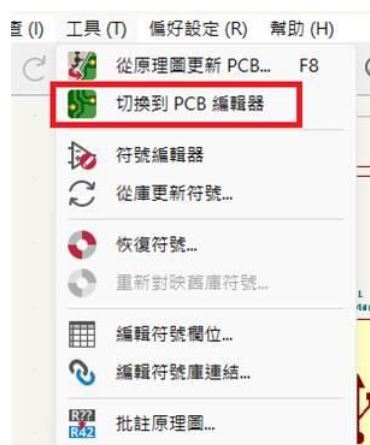 查 (I) 工具 (T) 偏好設定 (R) 幫助 (H)
從原理圖更新 PCB... F8
切換到 PCB 編輯器
符號編輯器
從庫更新符號...
恢復符號...
重新對映舊庫符號...
編輯符號欄位...
編輯符號庫連結...
R??
R42
批註原理圖...